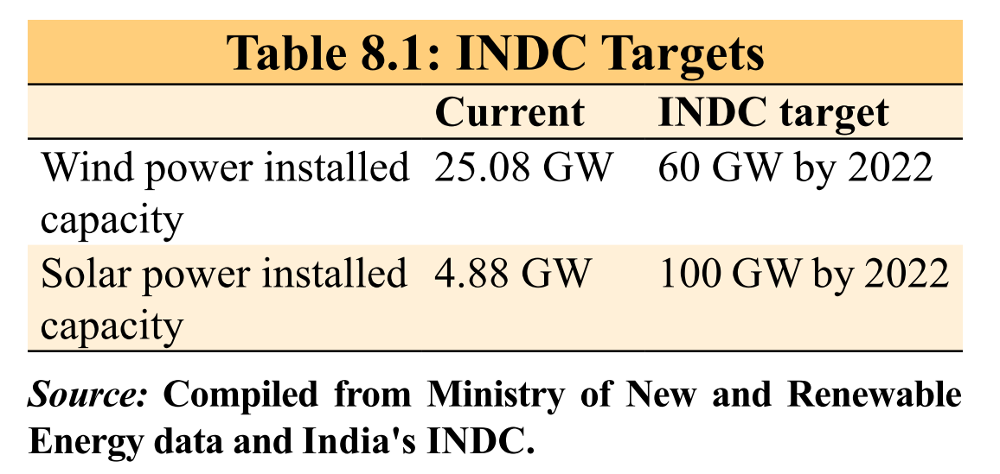 Table 8.1: INDC Targets
Current INDC target
Wind power installed 25.08 GW 60 GW by 2022
capacity
Solar power installed 4.88 GW 100 GW by 2022
capacity
Source: Compiled from Ministry of New and Renewable
Energy data and India's INDC.